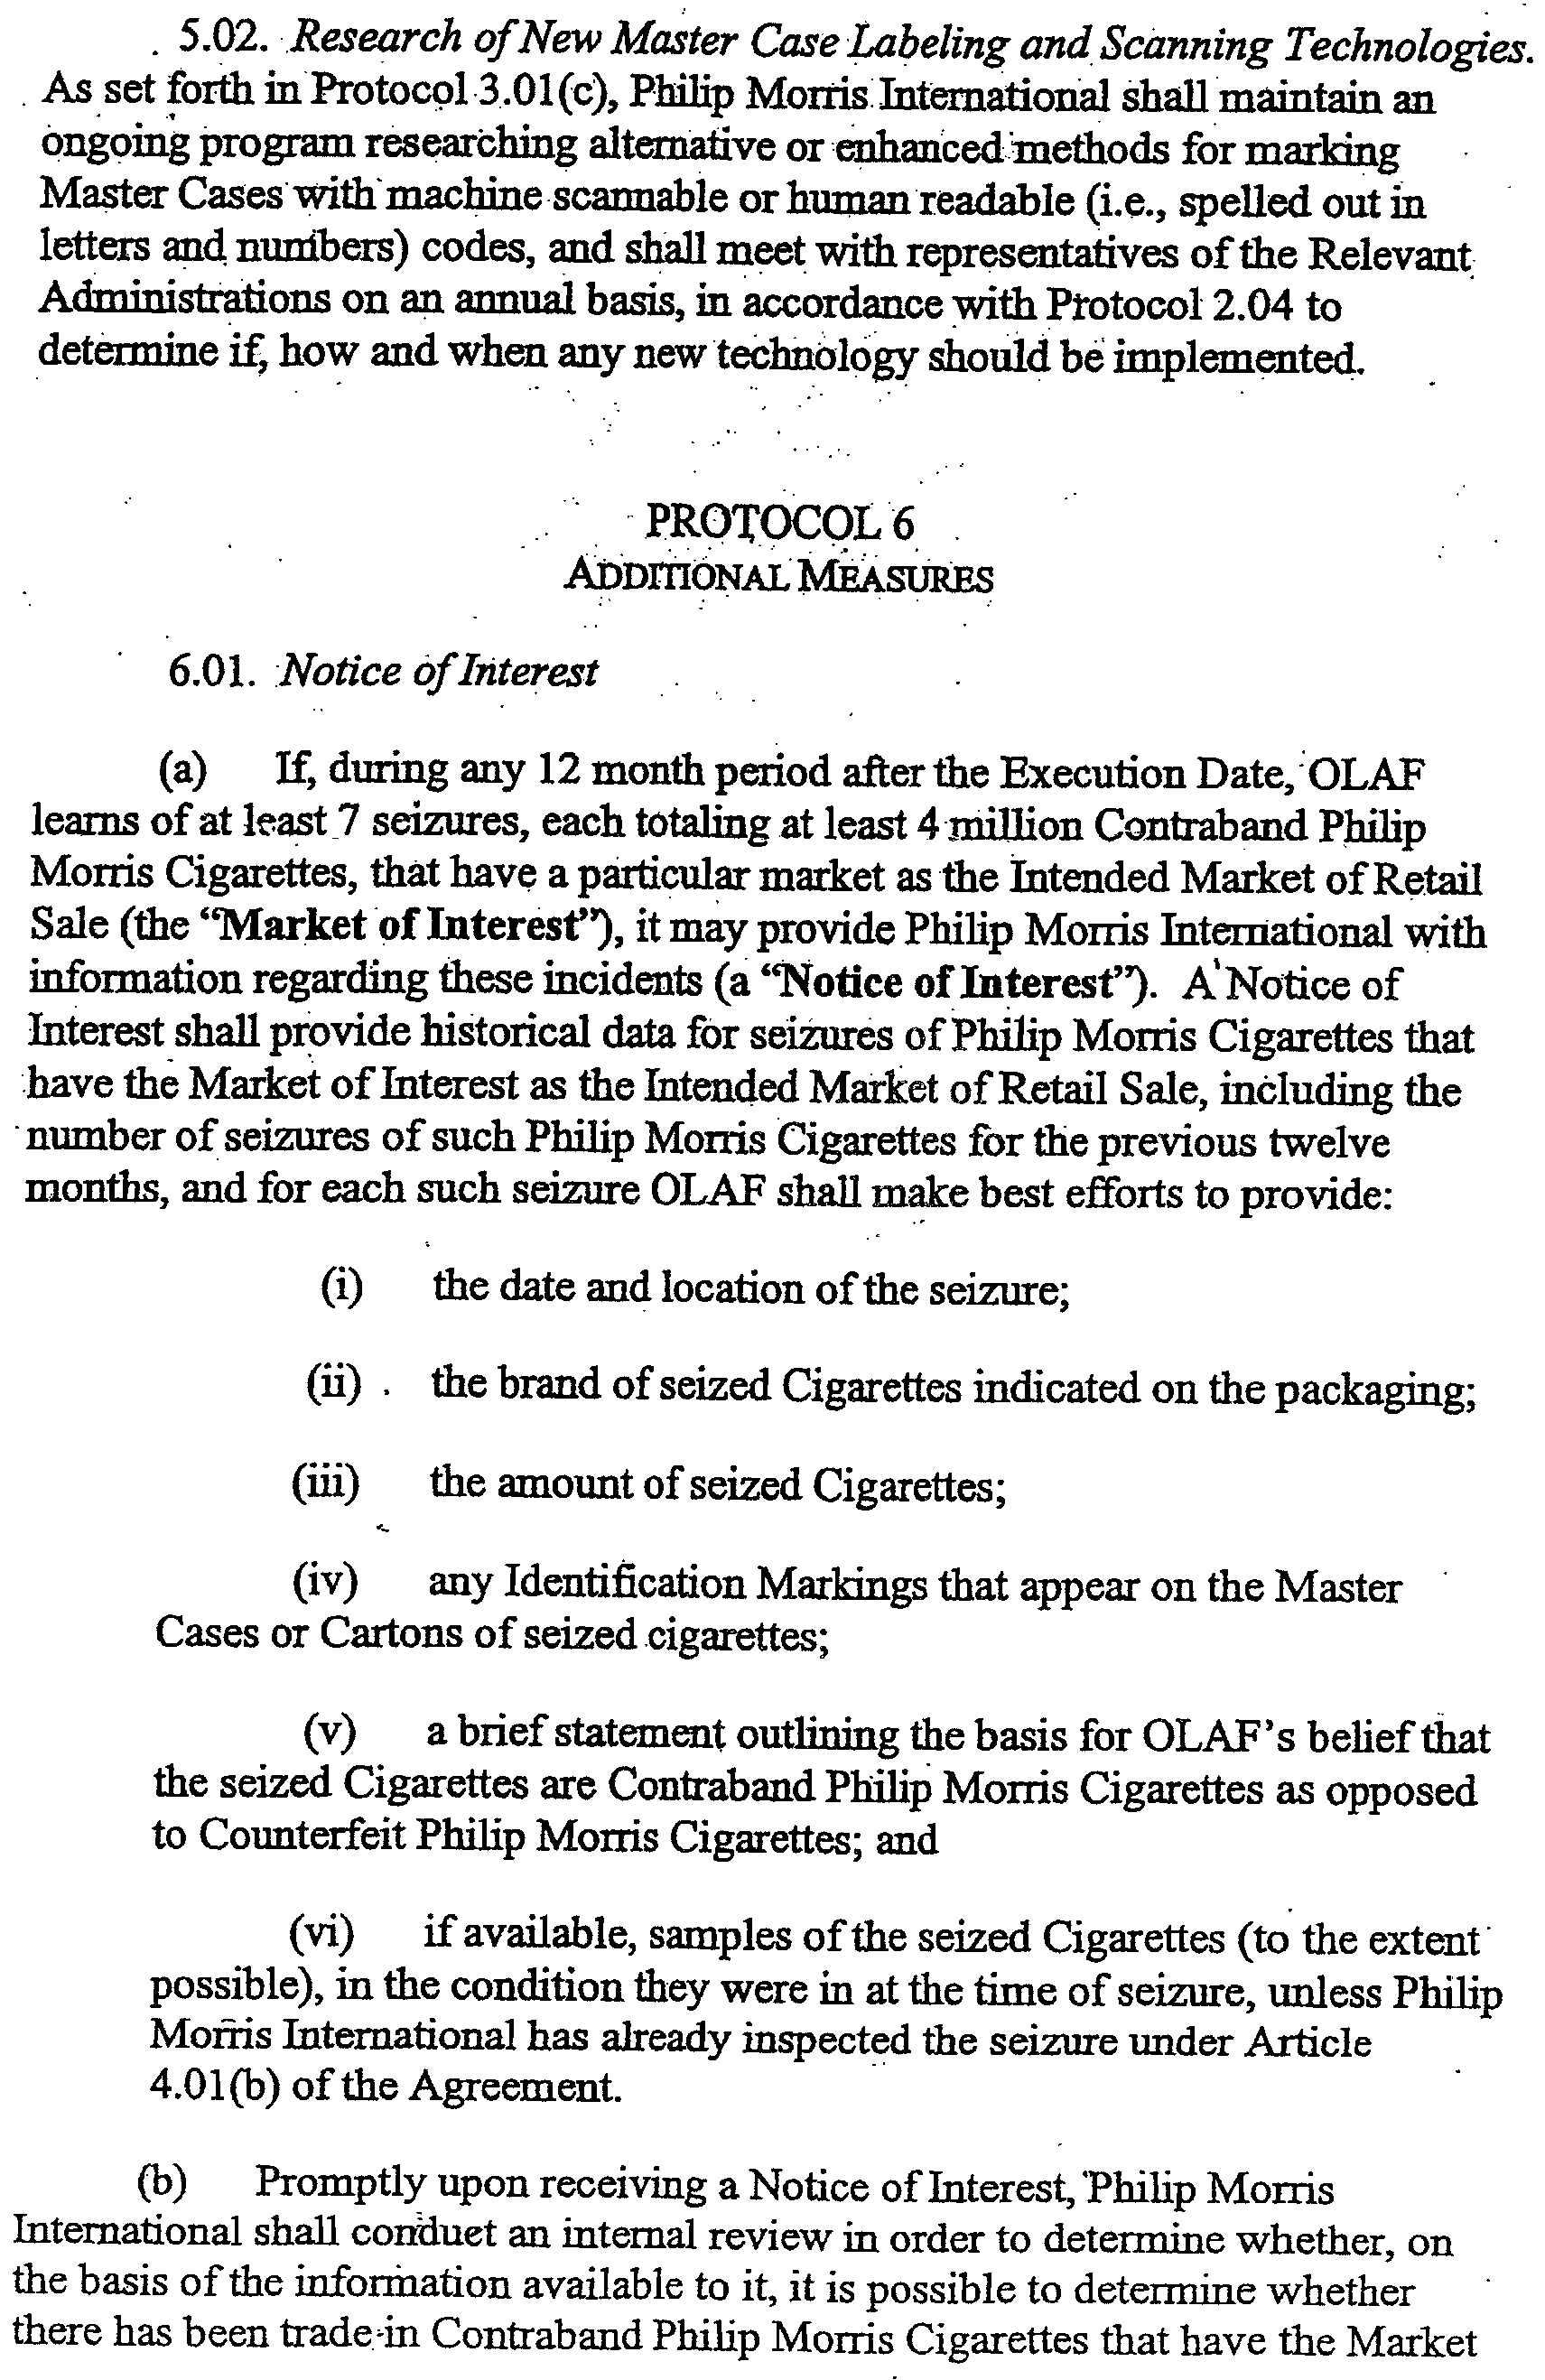 5.02. Research of New Master Case Labeling and Scanning Technologies.
As set forth in Protocol 3.01(c), Philip Morris International shall maintain an
ongoing program researching alternative or enhanced methods for marking
Master Cases with machine scannable or human readable (i.e., spelled out in
letters and numbers) codes, and shall meet with representatives of the Relevant
Administrations on an annual basis, in accordance with Protocol 2.04 to
determine if, how and when any new technology should be implemented.
PROTOCOL 6
ADDITIONAL MEASURES
6.01. Notice of Interest
(a) If, during any 12 month period after the Execution Date, OLAF
learns of at least 7 seizures, each totaling at least 4 million Contraband Philip
Morris Cigarettes, that have a particular market as the Intended Market of Retail
Sale (the “Market of Interest”), it may provide Philip Morris International with
information regarding these incidents (a “Notice of Interest”). A Notice of
Interest shall provide historical data for seizures of Philip Morris Cigarettes that
have the Market of Interest as the Intended Market of Retail Sale, including the
number of seizures of such Philip Morris Cigarettes for the previous twelve
months, and for each such seizure OLAF shall make best efforts to provide:
(i) the date and location of the seizure;
(ii) the brand of seized Cigarettes indicated on the packaging;
(iii) the amount of seized Cigarettes;
(iv) any Identification Markings that appear on the Master
Cases or Cartons of seized cigarettes;
(v) a brief statement outlining the basis for OLAF’s belief that
the seized Cigarettes are Contraband Philip Morris Cigarettes as opposed
to Counterfeit Philip Morris Cigarettes; and
(vi) if available, samples of the seized Cigarettes (to the extent
possible), in the condition they were in at the time of seizure, unless Philip
Morris International has already inspected the seizure under Article
4.01(b) of the Agreement.
(b) Promptly upon receiving a Notice of Interest, Philip Morris
International shall conduct an internal review in order to determine whether, on
the basis of the information available to it, it is possible to determine whether
there has been trade in Contraband Philip Morris Cigarettes that have the Market